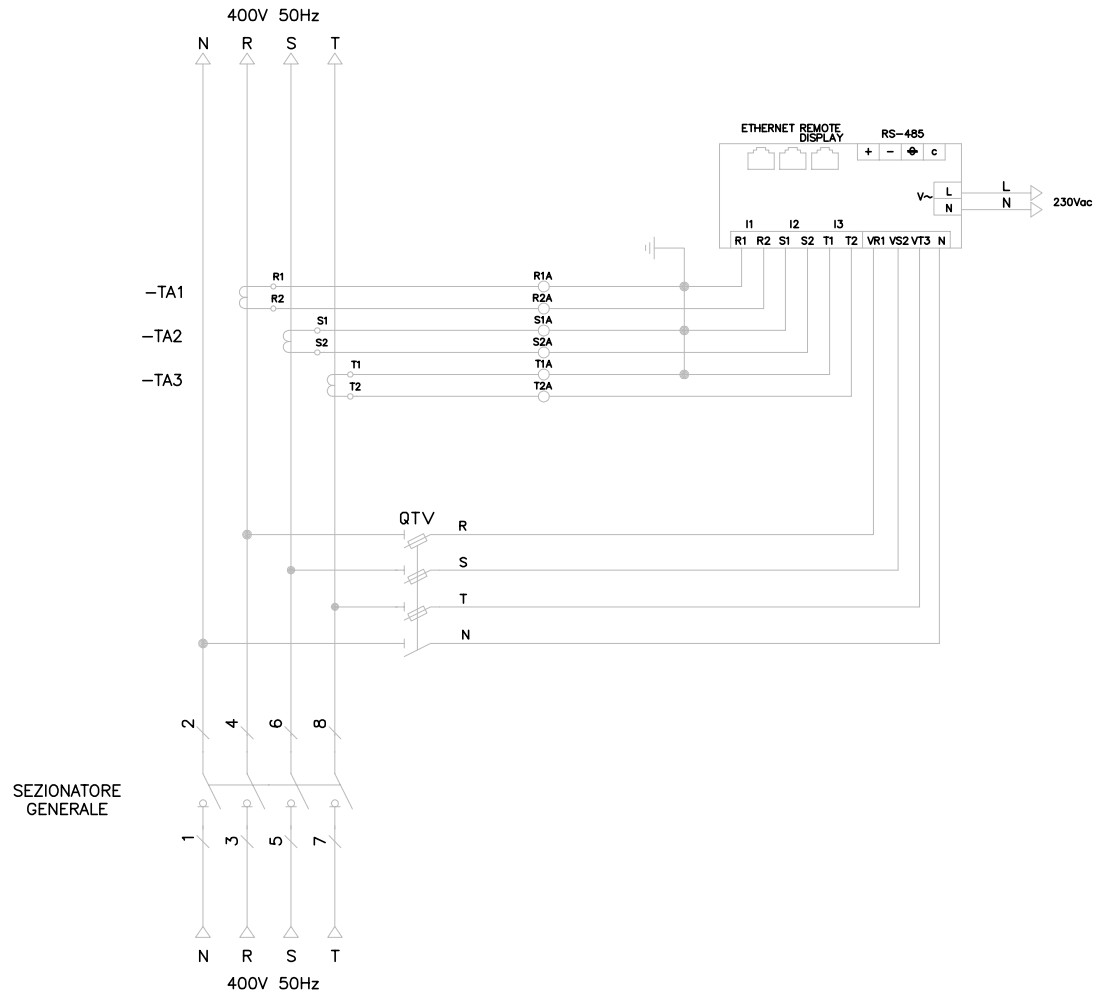 400V 50Hz
N R S T
ETHERNET REMOTE
DISPLAY
RS-485
+ - c
V~ L L
N N
230Vac
I1 I2 I3
R1 R2 S1 S2 T1 T2 VR1 VS2 VT3 N
R1 R1A
-TA1
R2 R2A
S1 S1A
-TA2
S2 S2A
T1 T1A
-TA3
T2 T2A
QTV
R
S
T
N
2 4 6 8
SEZIONATORE
GENERALE
1 3 5 7
N R S T
400V 50Hz